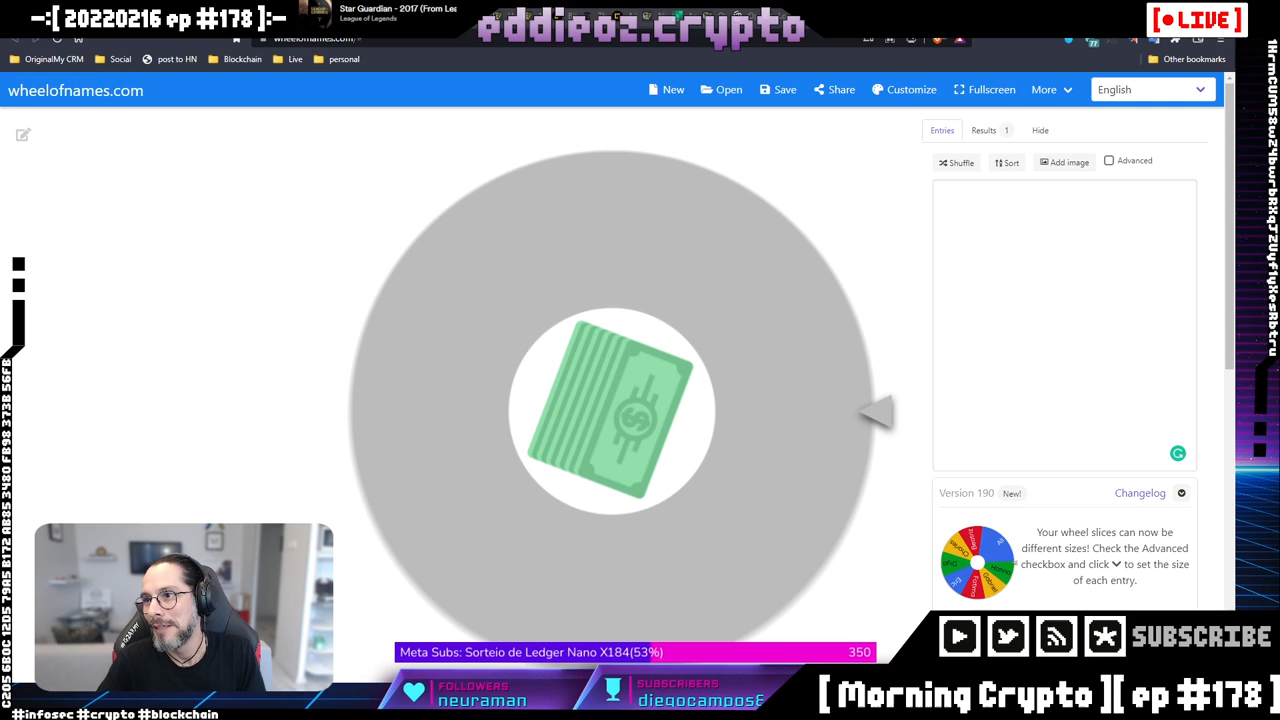 -:[ 20220216 ep #178 ]:-
Star Guardian - 2017 (From Le
League of Legends
eddieoz.crypto
[●LIVE]
wheelofnames.com
OriginalMy CRM
Social
post to HN
Blockchain
Live
personal
Other bookmarks
wheelofnames.com
New
Open
Save
Share
Customize
Fullscreen
More
English
Entries
Results 1
Hide
Shuffle
Sort
Add image
Advanced
Version 190 New!
Changelog
Your wheel slices can now be
different sizes! Check the Advanced
checkbox and click to set the size
of each entry.
Meta Subs: Sorteio de Ledger Nano X184(53%)
350
SUBSCRIBE
FOLLOWERS
neuraman
SUBSCRIBERS
diegocampos
[ Morning Crypto ][ ep #178 ]
#infosec #crypto #blockchain